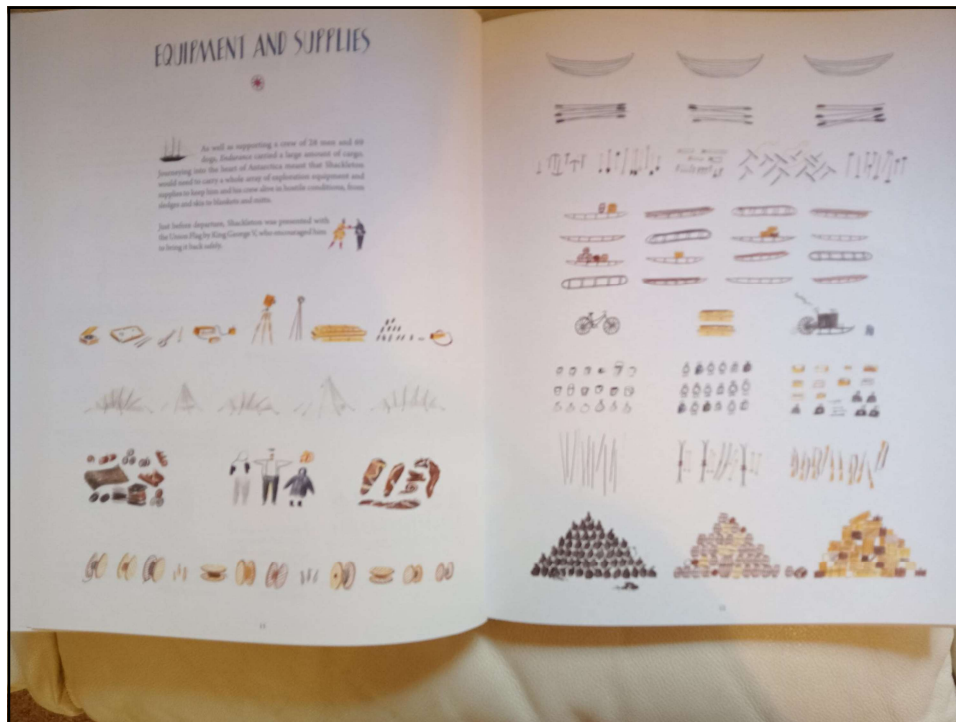 EQUIPMENT AND SUPPLIES
As well as supporting a crew of 28 men and 69
dogs, Endurance carried a large amount of cargo.
Journeying into the heart of Antarctica meant that Shackleton
would need to carry a whole array of exploration equipment and
supplies to keep him and his crew alive in hostile conditions, from
sledges and skis to blankets and mitts.
Just before departure, Shackleton was presented with
the Union Flag by King George V, who encouraged him
to bring it back safely.